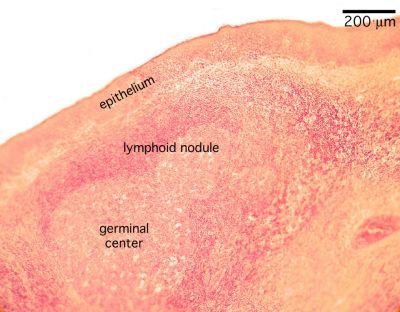 200 µm
epithelium
lymphoid nodule
germinal
center